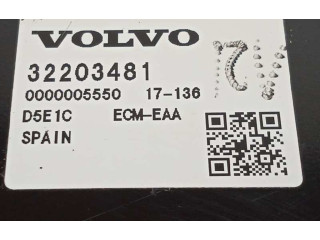 VOLVO
32203481
0000005550 17-136
D5E1C ECM-EAA
SPAIN